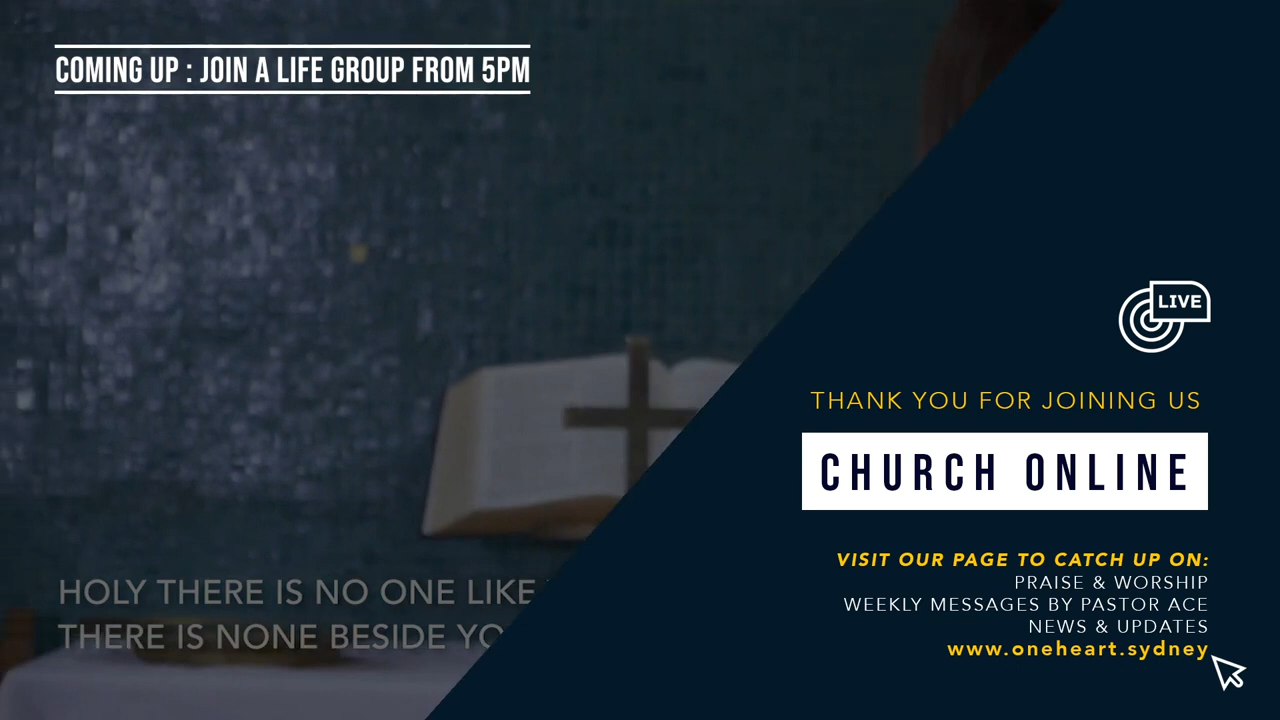 COMING UP : JOIN A LIFE GROUP FROM 5PM
LIVE
THANK YOU FOR JOINING US
CHURCH ONLINE
VISIT OUR PAGE TO CATCH UP ON:
PRAISE & WORSHIP
WEEKLY MESSAGES BY PASTOR ACE
NEWS & UPDATES
www.oneheart.sydney
HOLY THERE IS NO ONE LIKE
THERE IS NONE BESIDE